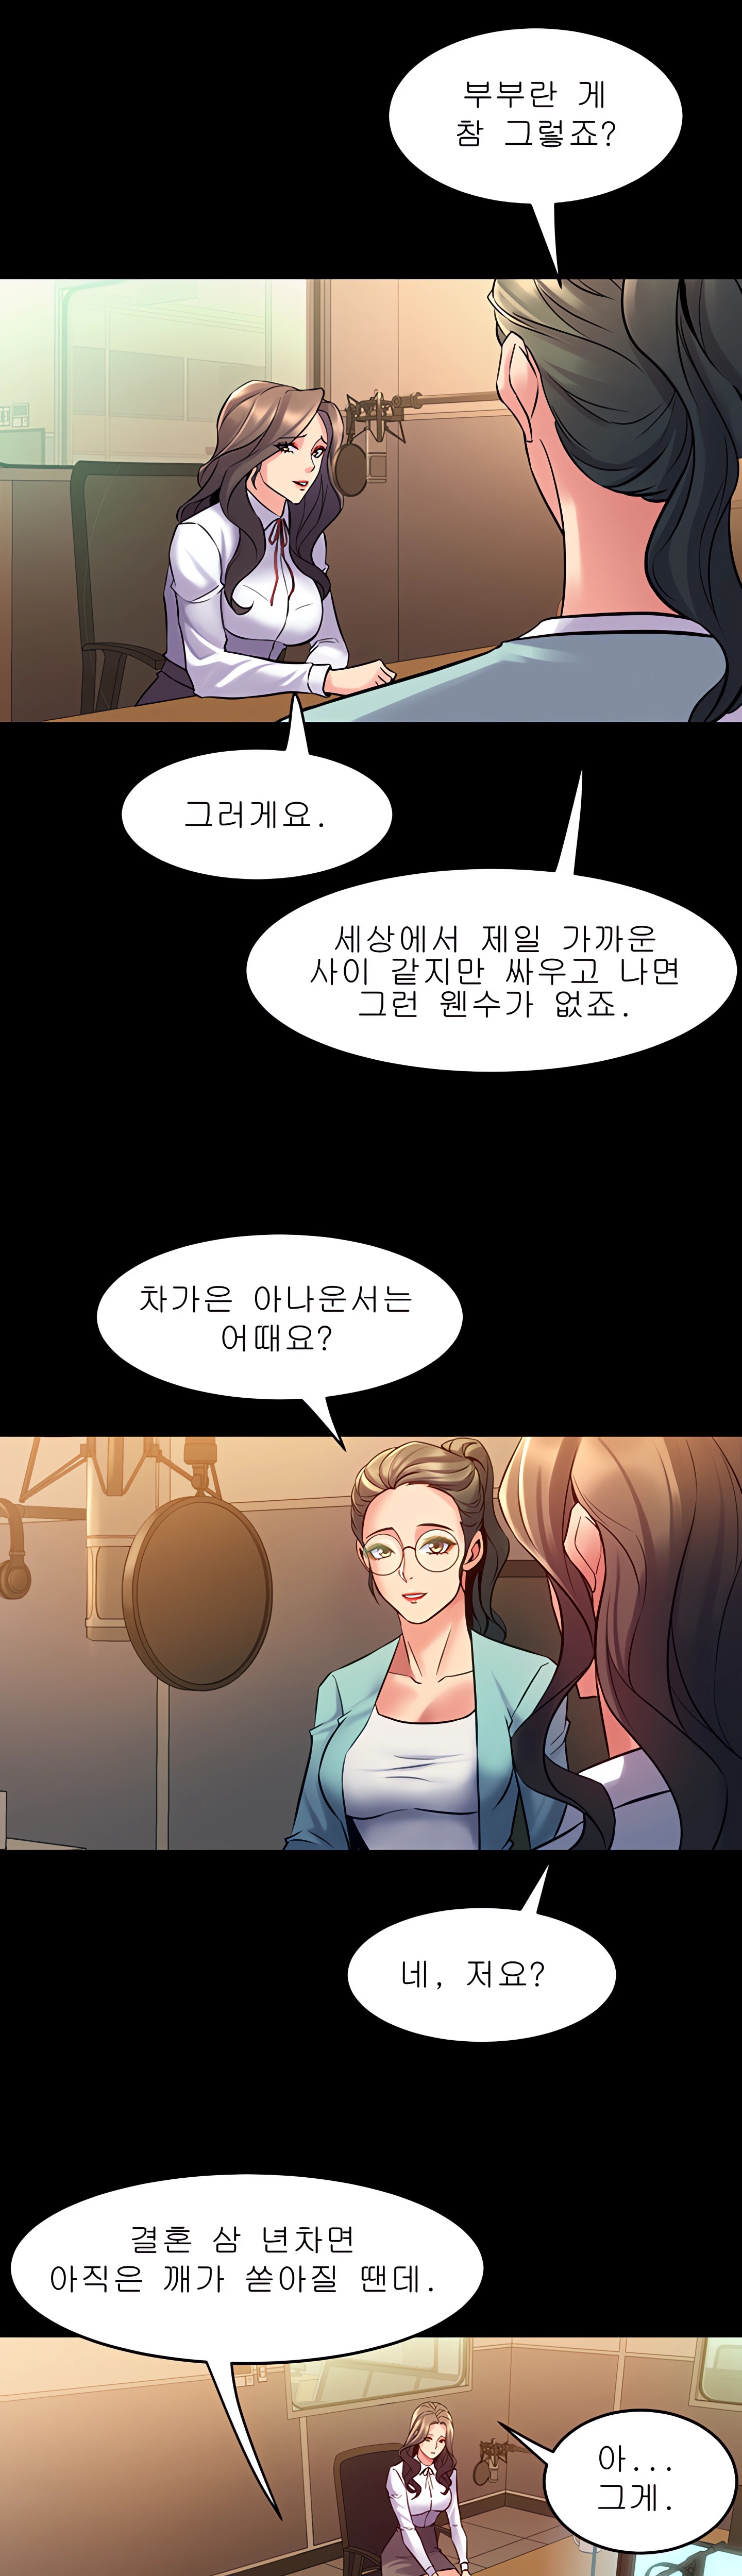 부부란 게
참 그렇죠?
그러게요.
세상에서 제일 가까운
사이 같지만 싸우고 나면
그런 웬수가 없죠.
차가은 아나운서는
어때요?
네, 저요?
결혼 삼 년차면
아직은 깨가 쏟아질 땐데.
아...
그게.